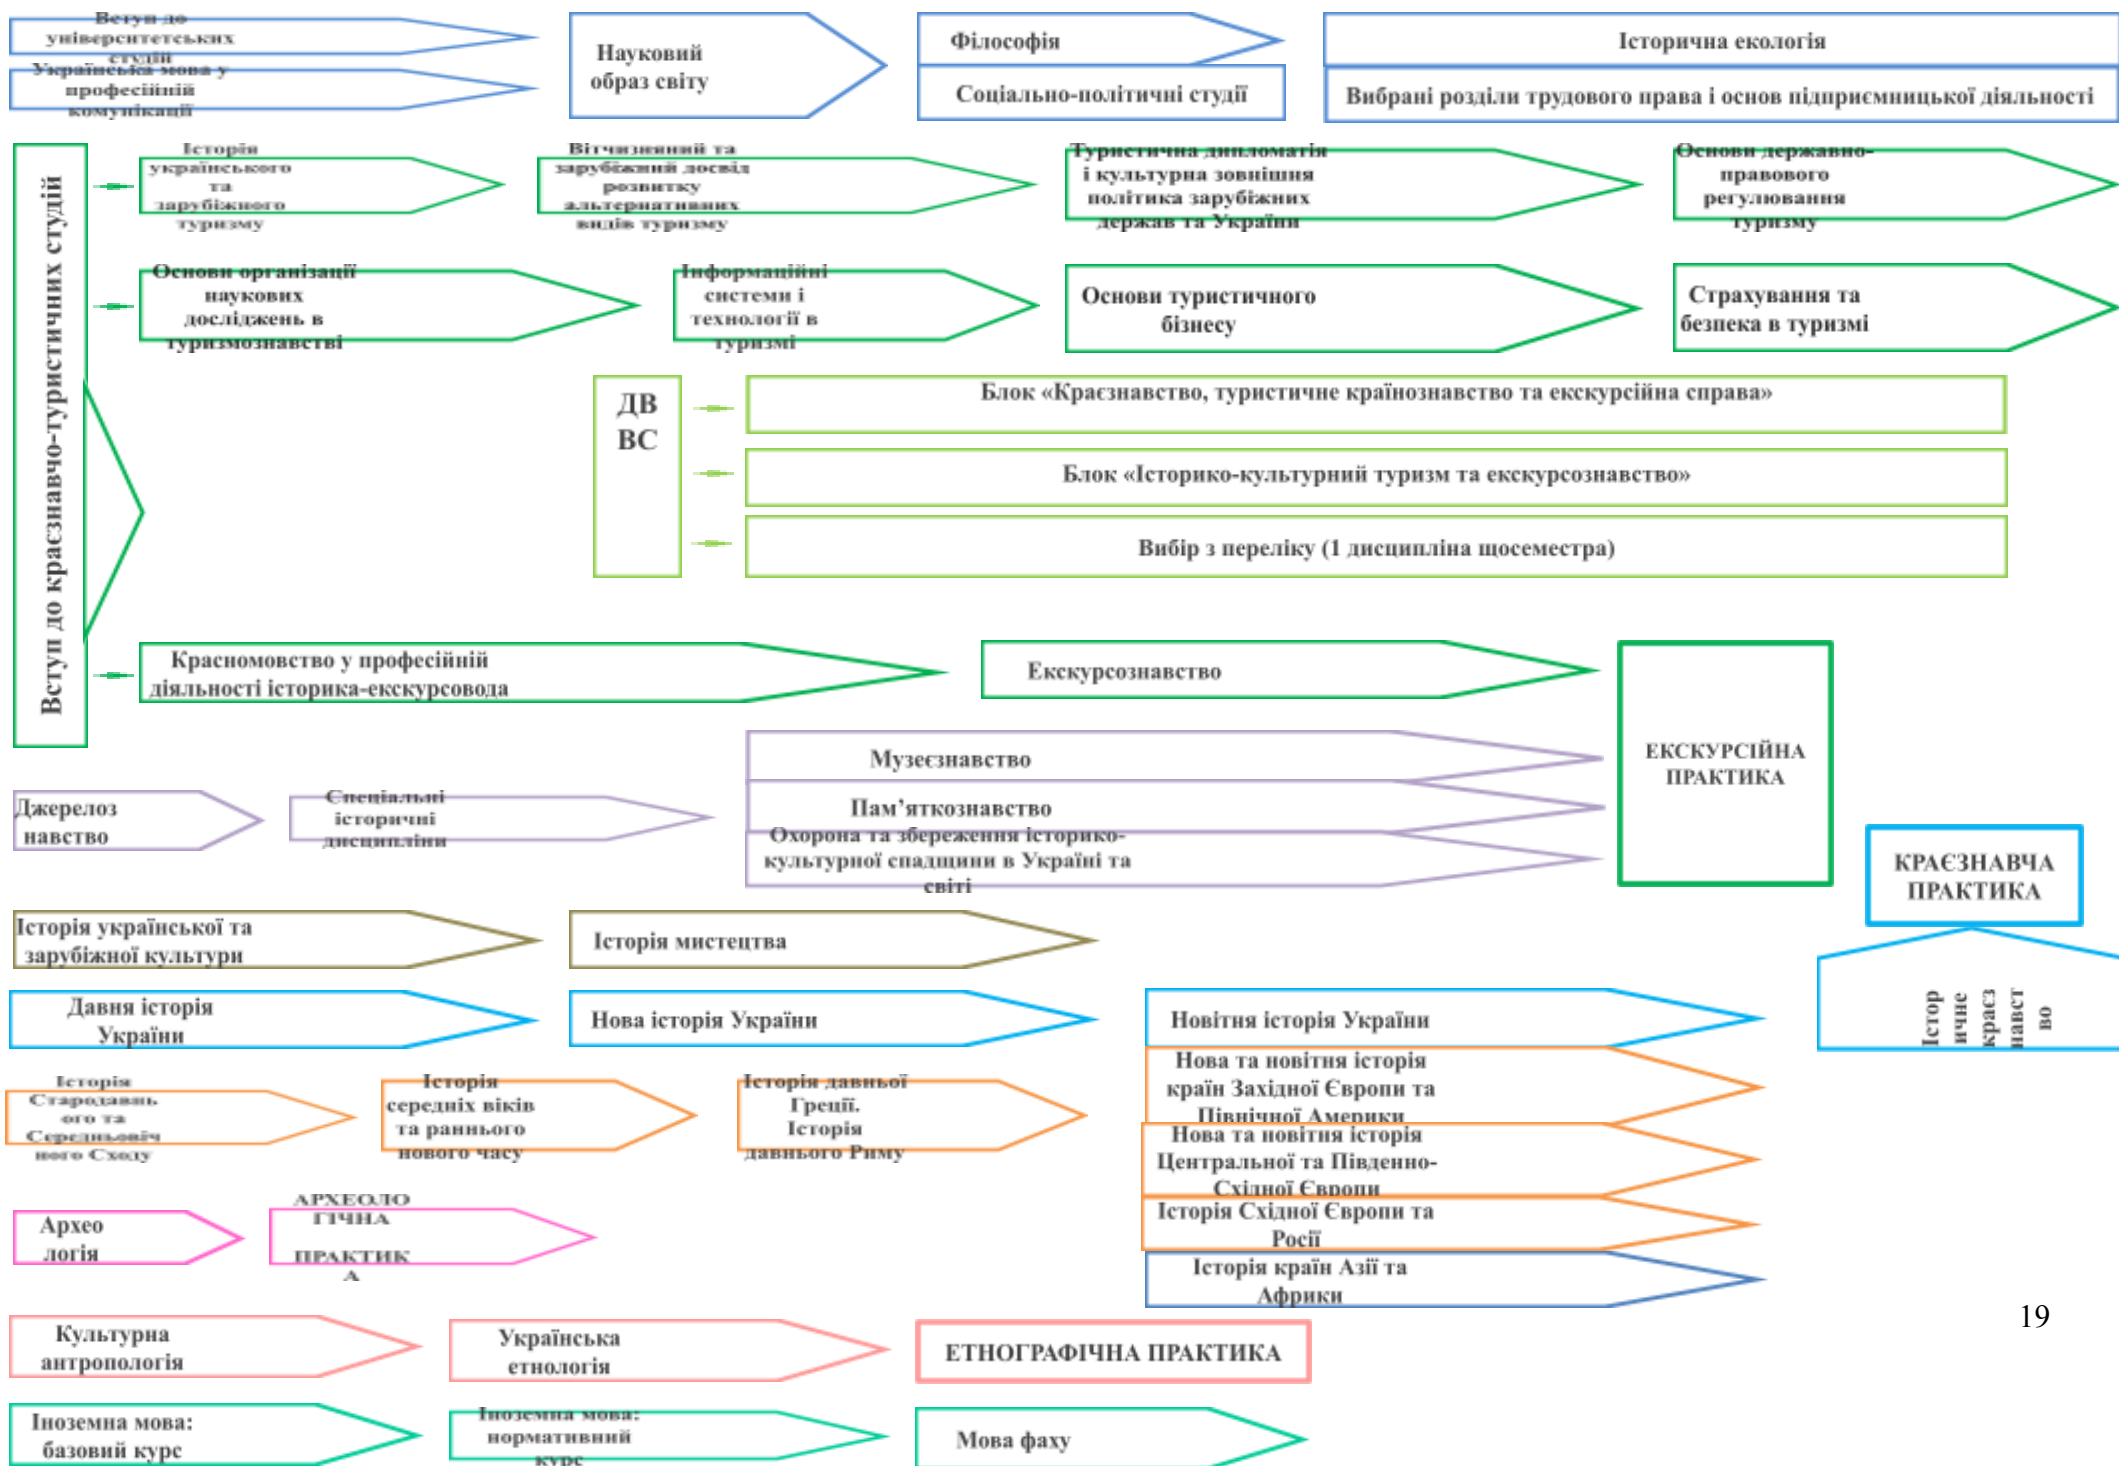 Вступ до
університетських
студій
Українська мова у
професійній
комунікації
Науковий
образ світу
Філософія
Соціально-політичні студії
Історична екологія
Вибрані розділи трудового права і основ підприємницької діяльності
Вступ до краєзнавчо-туристичних студій
Історія
українського
та
зарубіжного
туризму
Вітчизняний та
зарубіжний досвід
розвитку
альтернативних
видів туризму
Туристична дипломатія
і культурна зовнішня
політика зарубіжних
держав та України
Основи державно-
правового
регулювання
туризму
Основи організації
наукових
досліджень в
туризмознавстві
Інформаційні
системи і
технології в
туризмі
Основи туристичного
бізнесу
Страхування та
безпека в туризмі
ДВ
ВС
Блок «Краєзнавство, туристичне країнознавство та екскурсійна справа»
Блок «Історико-культурний туризм та екскурсознавство»
Вибір з переліку (1 дисципліна щосеместра)
Красномовство у професійній
діяльності історика-екскурсовода
Екскурсознавство
ЕКСКУРСІЙНА
ПРАКТИКА
Музеєзнавство
Пам’яткознавство
Охорона та збереження історико-
культурної спадщини в Україні та
світі
Джерелоз
навство
Спеціальні
історичні
дисципліни
КРАЄЗНАВЧА
ПРАКТИКА
Істор
ичне
краєз
навст
во
Історія української та
зарубіжної культури
Історія мистецтва
Давня історія
України
Нова історія України
Новітня історія України
Історія
Стародавнь
ого та
Середньовіч
ного Сходу
Історія
середніх віків
та раннього
нового часу
Історія давньої
Греції.
Історія
давнього Риму
Нова та новітня історія
країн Західної Європи та
Північної Америки
Нова та новітня історія
Центральної та Південно-
Східної Європи
Історія Східної Європи та
Росії
Історія країн Азії та
Африки
Архео
логія
АРХЕОЛО
ГІЧНА
ПРАКТИК
А
19
Культурна
антропологія
Українська
етнологія
ЕТНОГРАФІЧНА ПРАКТИКА
Іноземна мова:
базовий курс
Іноземна мова:
нормативний
курс
Мова фаху